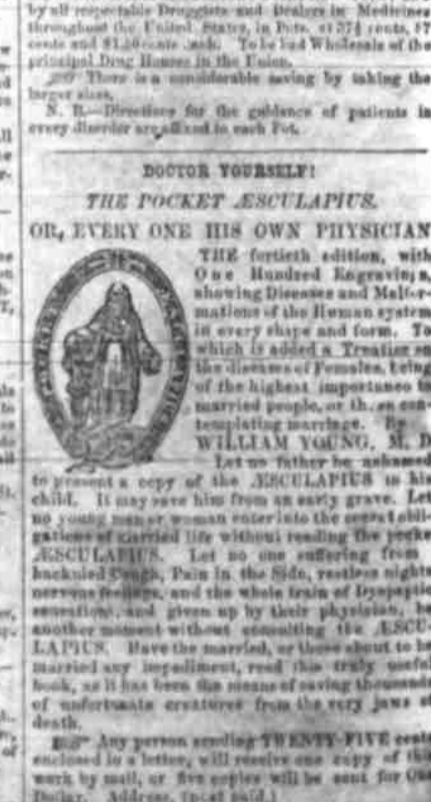 by all respectable Druggists and Dealers in Medicines
throughout the United States, in Pots, at 37½ cents, 87
cents and $1.50 cents each. To be had Wholesale of the
principal Drug Houses in the Union.
There is a considerable saving by taking the
larger sizes.
N. B.—Directions for the guidance of patients in
every disorder are affixed to each Pot.
DOCTOR YOURSELF!
THE POCKET ÆSCULAPIUS,
OR, EVERY ONE HIS OWN PHYSICIAN
THE fortieth edition, with
One Hundred Engravings,
showing Diseases and Malfor-
mations of the Human system
in every shape and form. To
which is added a Treatise on
the diseases of Females, being
of the highest importance to
married people, or those con-
templating marriage. By
WILLIAM YOUNG, M. D
Let no father be ashamed
to present a copy of the ÆSCULAPIUS to his
child. It may save him from an early grave. Let
no young man or woman enter into the secret obli-
gations of married life without reading the pocke
ÆSCULAPIUS. Let no one suffering from
hacknied Cough, Pain in the Side, restless nights
nervous feelings, and the whole train of Dyspeptic
sensations, and given up by their physician, be
another moment without consulting the ÆSCU-
LAPIUS. Have the married, or those about to be
married any impediment, read this truly useful
book, as it has been the means of saving thousands
of unfortunate creatures from the very jaws of
death.
Any person sending TWENTY-FIVE cents
enclosed in a letter, will receive one copy of this
work by mail, or five copies will be sent for One
Dollar. Address, (post paid.)